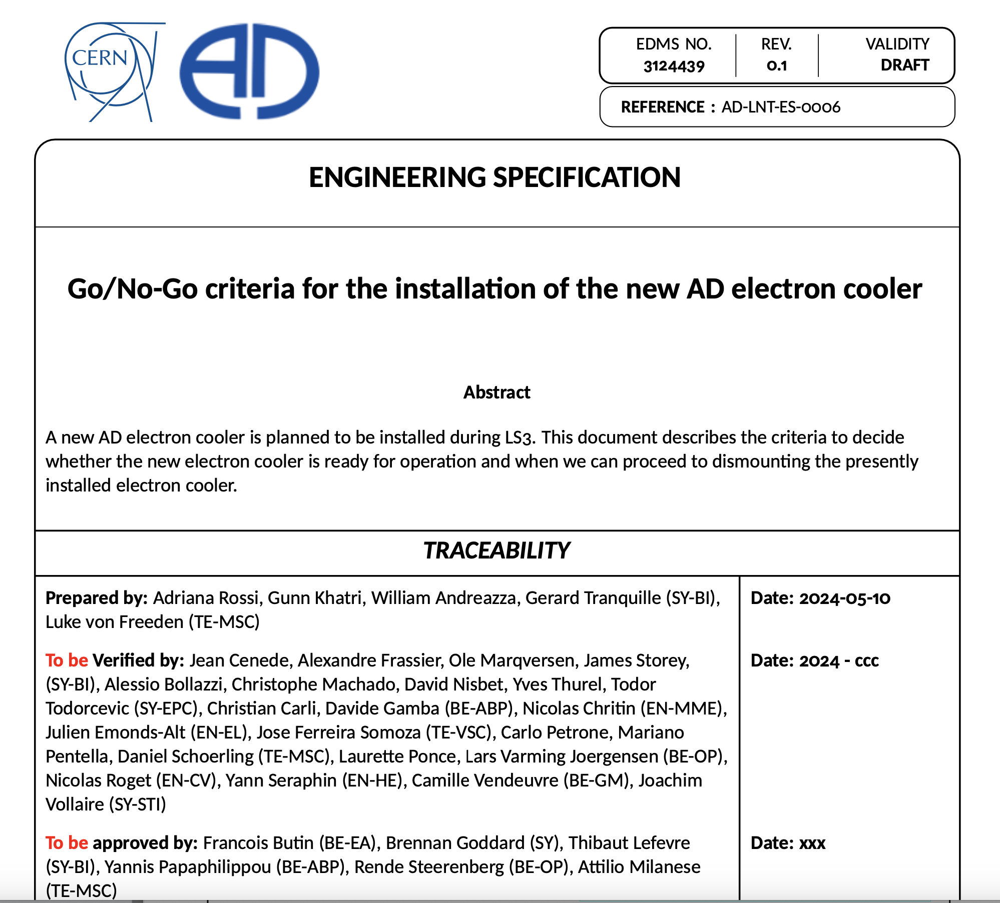 CERN
AD
EDMS NO.
3124439
REV.
0.1
VALIDITY
DRAFT
REFERENCE : AD-LNT-ES-0006
ENGINEERING SPECIFICATION
Go/No-Go criteria for the installation of the new AD electron cooler
Abstract
A new AD electron cooler is planned to be installed during LS3. This document describes the criteria to decide
whether the new electron cooler is ready for operation and when we can proceed to dismounting the presently
installed electron cooler.
TRACEABILITY
Prepared by: Adriana Rossi, Gunn Khatri, William Andreazza, Gerard Tranquille (SY-BI),
Luke von Freeden (TE-MSC)
Date: 2024-05-10
To be Verified by: Jean Cenede, Alexandre Frassier, Ole Marqversen, James Storey,
(SY-BI), Alessio Bollazzi, Christophe Machado, David Nisbet, Yves Thurel, Todor
Todorcevic (SY-EPC), Christian Carli, Davide Gamba (BE-ABP), Nicolas Chritin (EN-MME),
Julien Emonds-Alt (EN-EL), Jose Ferreira Somoza (TE-VSC), Carlo Petrone, Mariano
Pentella, Daniel Schoerling (TE-MSC), Laurette Ponce, Lars Varming Joergensen (BE-OP),
Nicolas Roget (EN-CV), Yann Seraphin (EN-HE), Camille Vendeuvre (BE-GM), Joachim
Vollaire (SY-STI)
Date: 2024 - ccc
To be approved by: Francois Butin (BE-EA), Brennan Goddard (SY), Thibaut Lefevre
(SY-BI), Yannis Papaphilippou (BE-ABP), Rende Steerenberg (BE-OP), Attilio Milanese
(TE-MSC)
Date: xxx